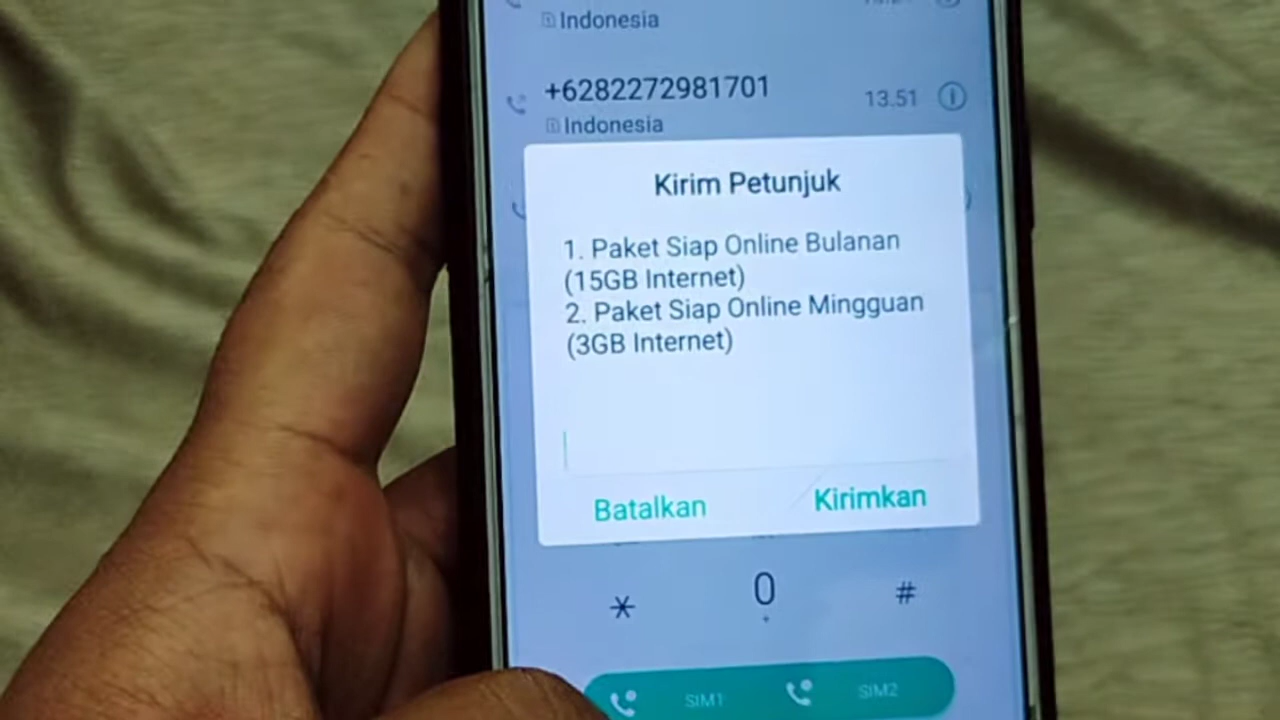 Indonesia
+6282272981701
13.51
Indonesia
Kirim Petunjuk
1. Paket Siap Online Bulanan
(15GB Internet)
2. Paket Siap Online Mingguan
(3GB Internet)
Batalkan
Kirimkan
* 0 #
+
SIM1
SIM2